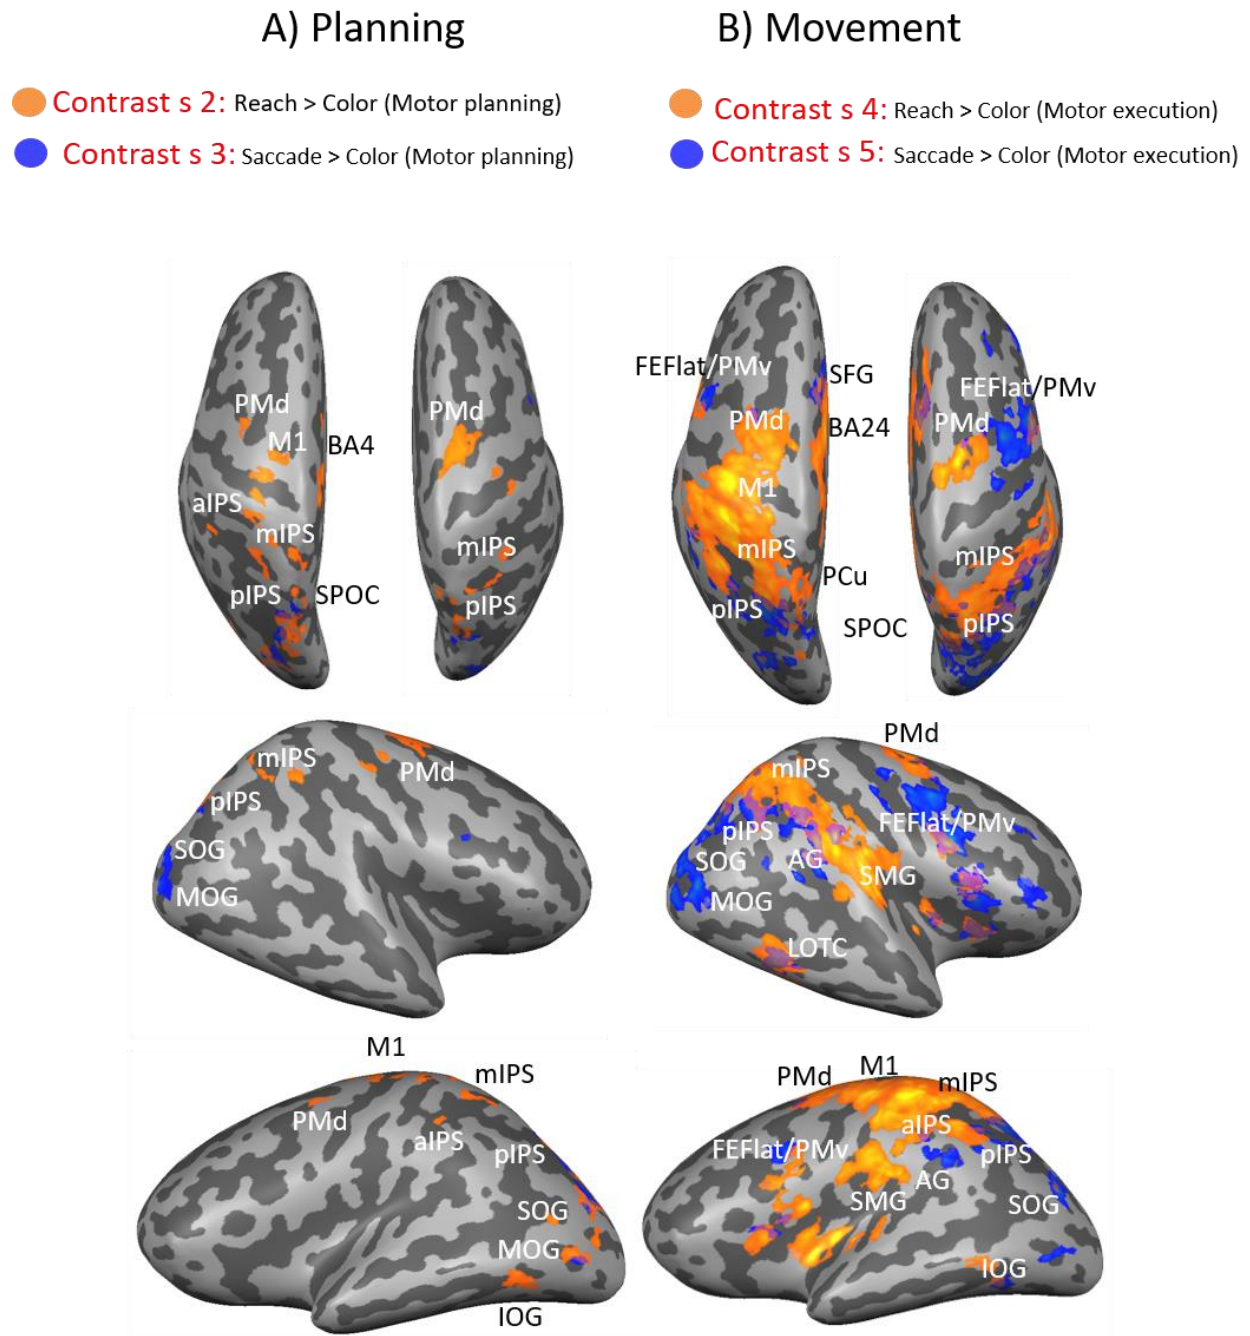 A) Planning
B) Movement
Contrast s 2: Reach > Color (Motor planning)
Contrast s 3: Saccade > Color (Motor planning)
Contrast s 4: Reach > Color (Motor execution)
Contrast s 5: Saccade > Color (Motor execution)
PMd
M1
BA4
aIPS
mIPS
pIPS
SPOC
PMd
mIPS
pIPS
FEFlat/PMv
SFG
PMd
BA24
M1
mIPS
PCu
pIPS
SPOC
FEFlat/PMv
PMd
mIPS
pIPS
mIPS
PMd
pIPS
SOG
MOG
PMd
mIPS
FEFlat/PMv
pIPS
SOG
AG
SMG
MOG
LOTC
M1
mIPS
PMd
aIPS
pIPS
SOG
MOG
IOG
M1
PMd
mIPS
aIPS
FEFlat/PMv
pIPS
AG
SMG
SOG
IOG